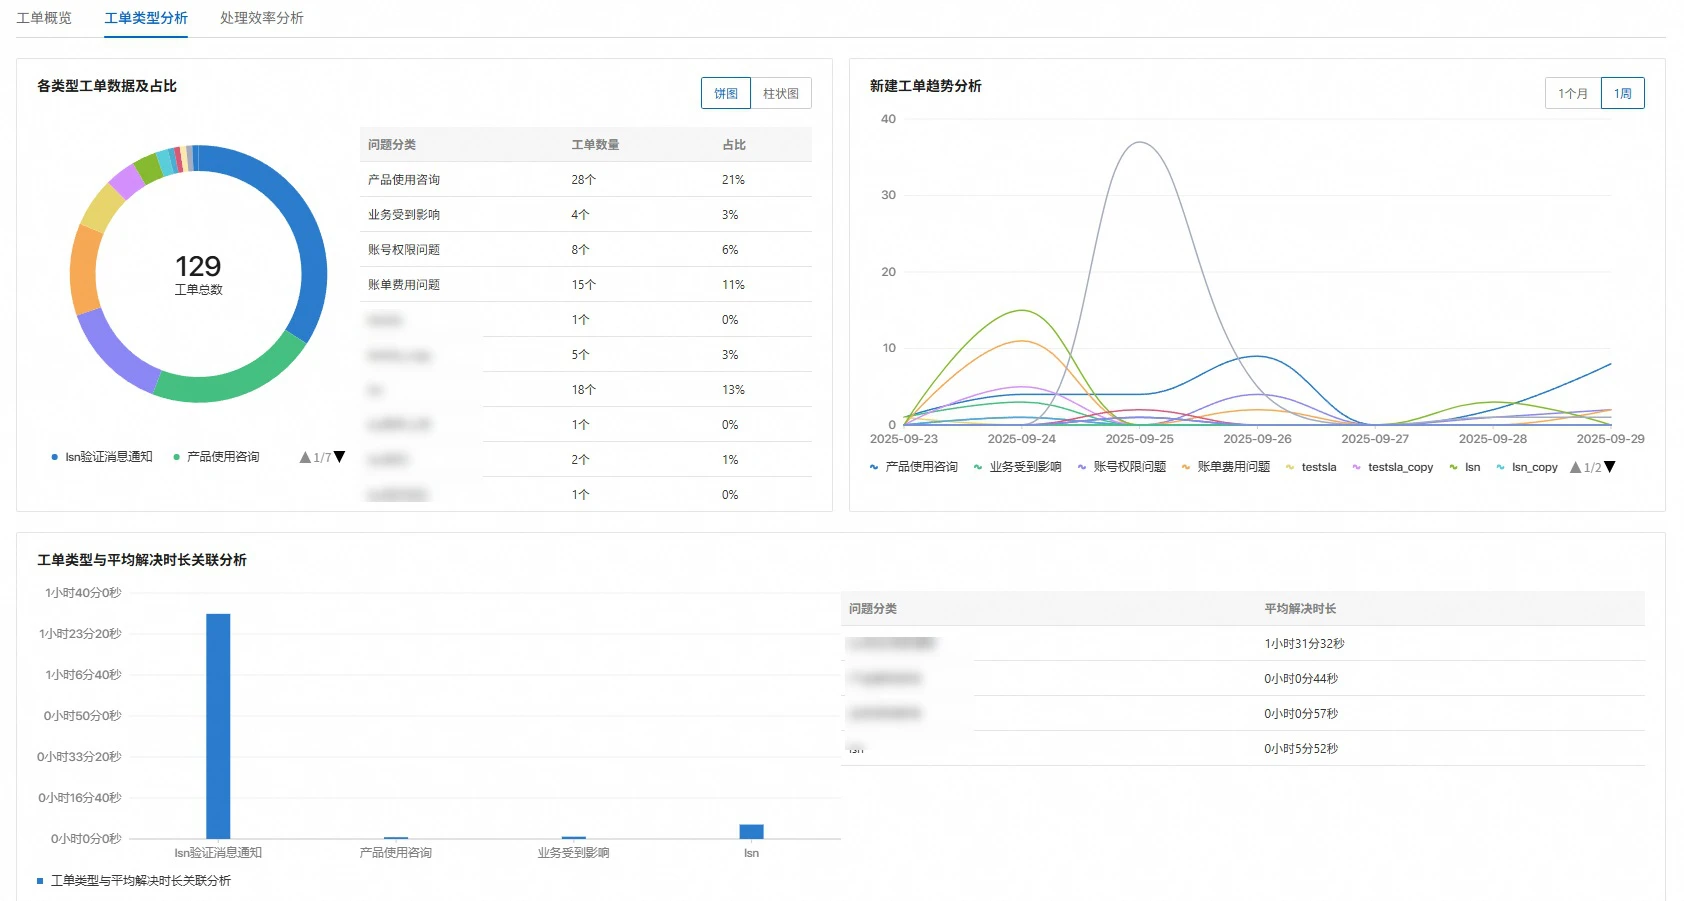 工单概览 工单类型分析 处理效率分析
各类型工单数据及占比
饼图 柱状图
129
工单总数
lsn验证消息通知 产品使用咨询 1/7
问题分类 工单数量 占比
产品使用咨询 28个 21%
业务受到影响 4个 3%
账号权限问题 8个 6%
账单费用问题 15个 11%
1个 0%
5个 3%
18个 13%
1个 0%
2个 1%
1个 0%
新建工单趋势分析
1个月 1周
40
30
20
10
0
2025-09-23 2025-09-24 2025-09-25 2025-09-26 2025-09-27 2025-09-28 2025-09-29
产品使用咨询 业务受到影响 账号权限问题 账单费用问题 testsla testsla_copy lsn lsn_copy 1/2
工单类型与平均解决时长关联分析
1小时40分0秒
1小时23分20秒
1小时6分40秒
0小时50分0秒
0小时33分20秒
0小时16分40秒
0小时0分0秒
lsn验证消息通知 产品使用咨询 业务受到影响 lsn
工单类型与平均解决时长关联分析
问题分类 平均解决时长
1小时31分32秒
0小时0分44秒
0小时0分57秒
0小时5分52秒